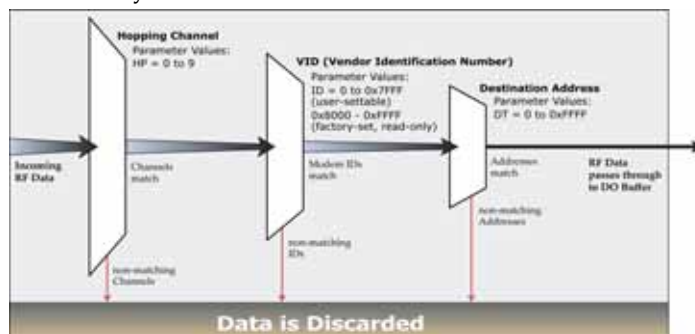 Hopping Channel
Parameter Values:
HP = 0 to 9
VID (Vendor Identification Number)
Parameter Values:
ID = 0 to 0x7FFF
(user-settable)
0x8000 - 0xFFFF
(factory-set, read-only)
Destination Address
Parameter Values:
DT = 0 to 0xFFFF
Incoming
RF Data
Channels
match
Modem IDs
match
Addresses
match
RF Data
passes through
to DO Buffer
non-matching
Channels
non-matching
IDs
non-matching
Addresses
Data is Discarded